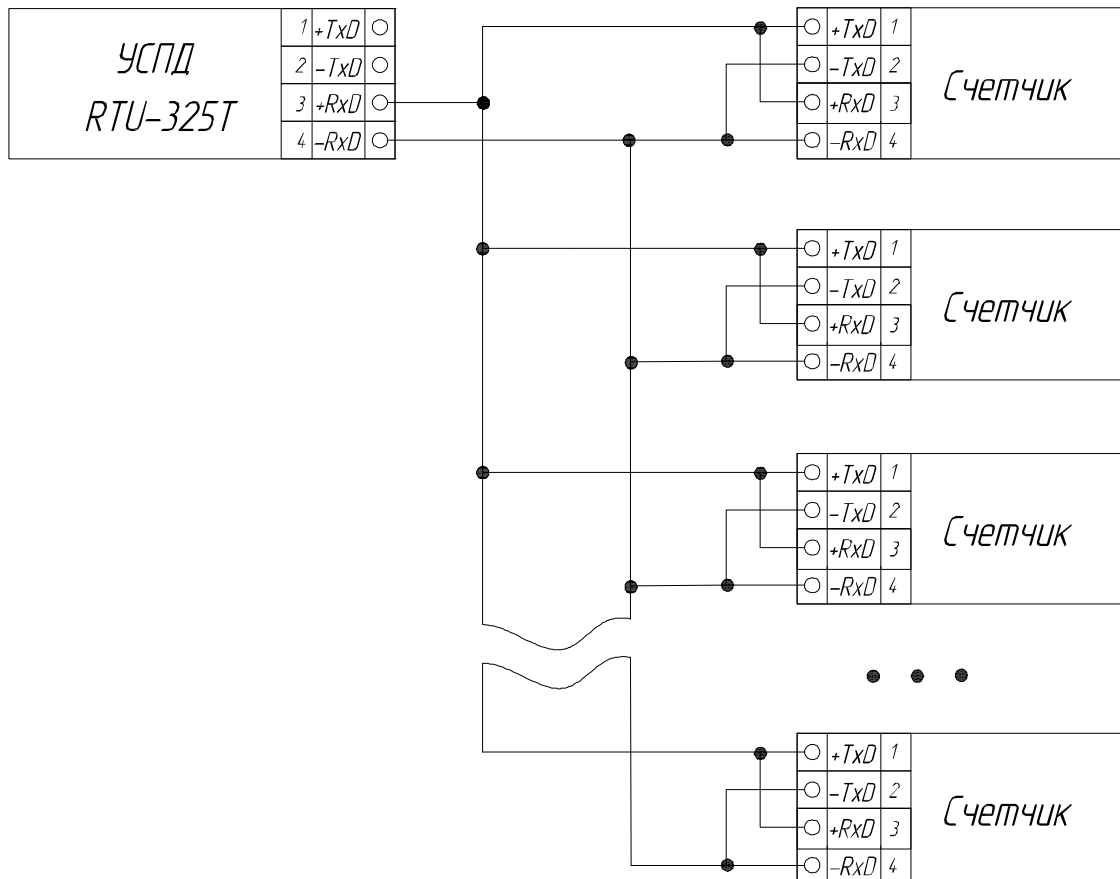 УСПД
RTU-325T
1 +TxD
2 -TxD
3 +RxD
4 -RxD
+TxD 1
-TxD 2
+RxD 3
-RxD 4
Счетчик
+TxD 1
-TxD 2
+RxD 3
-RxD 4
Счетчик
+TxD 1
-TxD 2
+RxD 3
-RxD 4
Счетчик
+TxD 1
-TxD 2
+RxD 3
-RxD 4
Счетчик